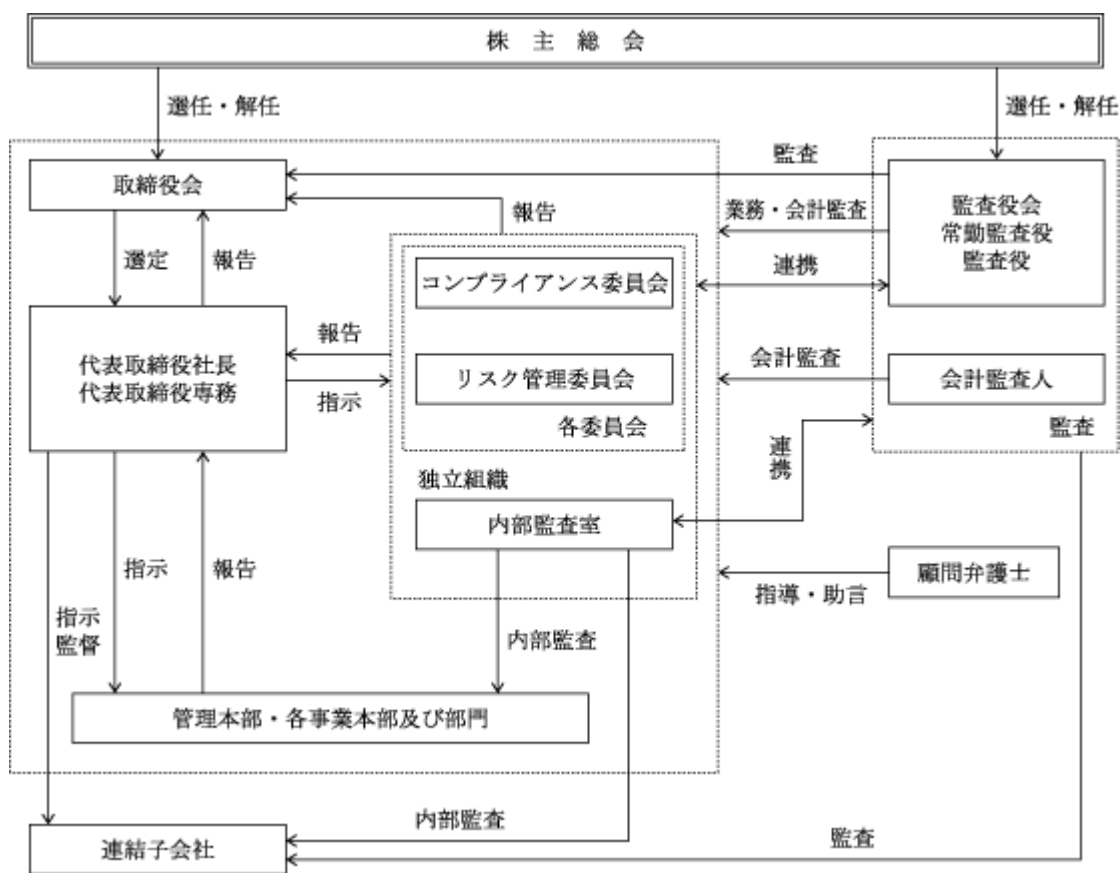 株主総会
選任・解任
選任・解任
取締役会
監査
報告
業務・会計監査
監査役会
常勤監査役
監査役
選定
報告
コンプライアンス委員会
連携
代表取締役社長
代表取締役専務
報告
指示
リスク管理委員会
各委員会
会計監査
会計監査人
監査
連携
独立組織
内部監査室
指示
報告
指導・助言
顧問弁護士
指示
監督
内部監査
管理本部・各事業本部及び部門
内部監査
監査
連結子会社